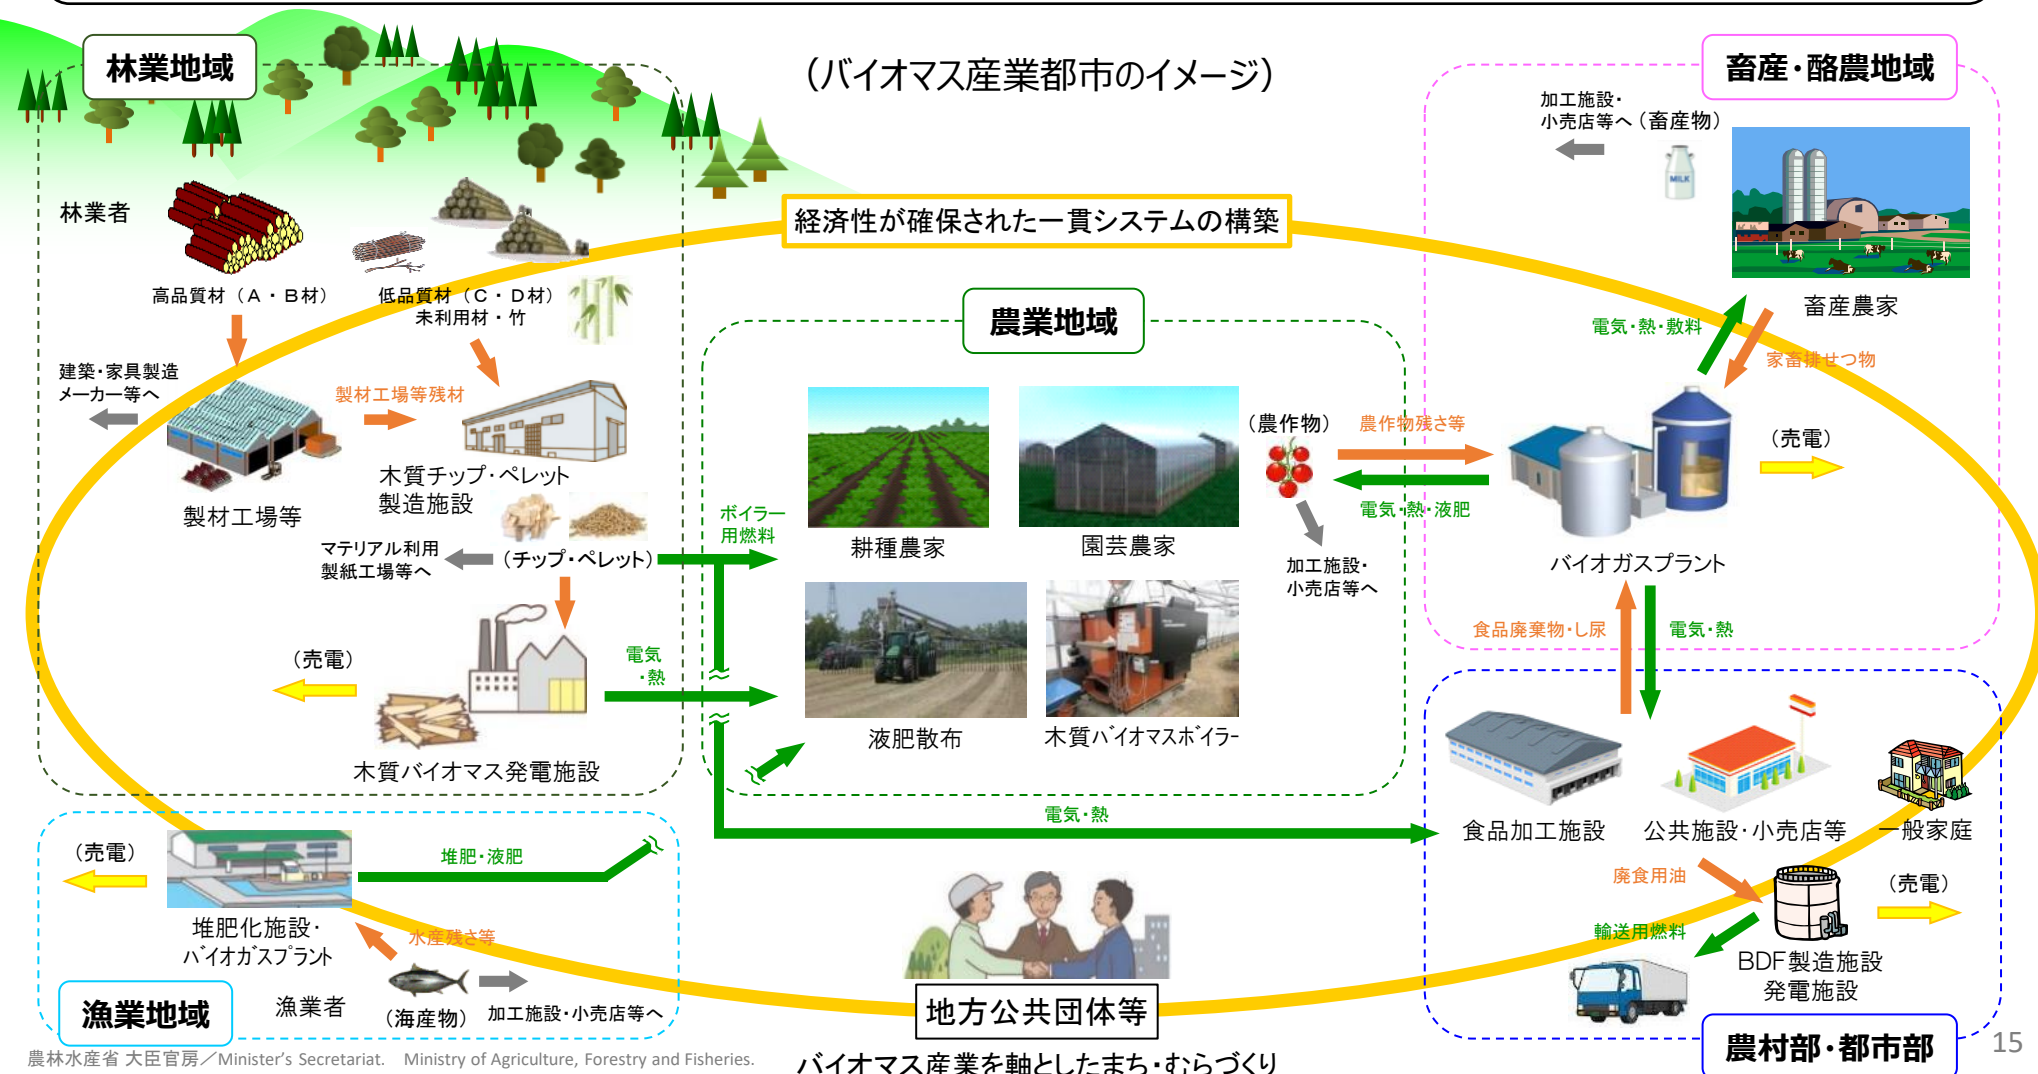 (バイオマス産業都市のイメージ)
林業地域
林業者
高品質材(A・B材)
低品質材(C・D材)
未利用材・竹
建築・家具製造
メーカー等へ
製材工場等残材
製材工場等
木質チップ・ペレット
製造施設
マテリアル利用
製紙工場等へ
(チップ・ペレット)
ボイラー
用燃料
(売電)
電気
・熱
木質バイオマス発電施設
経済性が確保された一貫システムの構築
農業地域
耕種農家
園芸農家
液肥散布
木質バイオマスボイラー
(農作物)
加工施設・
小売店等へ
農作物残さ等
電気・熱・液肥
畜産・酪農地域
加工施設・
小売店等へ(畜産物)
MILK
畜産農家
電気・熱・敷料
家畜排せつ物
(売電)
バイオガスプラント
食品廃棄物・し尿
電気・熱
電気・熱
食品加工施設
公共施設・小売店等
一般家庭
廃食用油
(売電)
輸送用燃料
BDF製造施設
発電施設
農村部・都市部
(売電)
堆肥・液肥
堆肥化施設・
バイオガスプラント
水産残さ等
漁業地域
漁業者
(海産物)
加工施設・小売店等へ
地方公共団体等
バイオマス産業を軸としたまち・むらづくり
農林水産省 大臣官房/Minister's Secretariat. Ministry of Agriculture, Forestry and Fisheries.
15